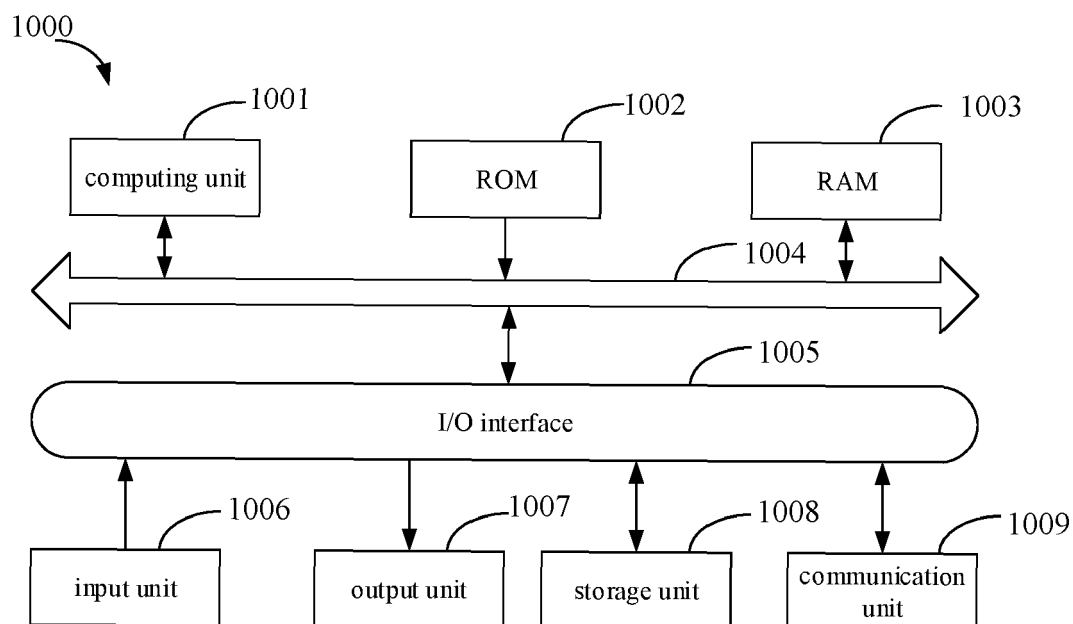 1000
1001
1002
1003
computing unit
ROM
RAM
1004
1005
I/O interface
1006
1007
1008
1009
input unit
output unit
storage unit
communication
unit